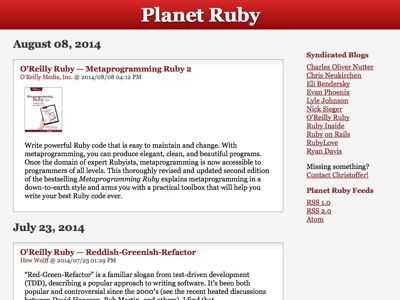 Planet Ruby
August 08, 2014
O'Reilly Ruby — Metaprogramming Ruby 2
O'Reilly Media, Inc. @ 2014/08/08 04:12 PM
Write powerful Ruby code that is easy to maintain and change. With
metaprogramming, you can produce elegant, clean, and beautiful programs.
Once the domain of expert Rubyists, metaprogramming is now accessible to
programmers of all levels. This thoroughly revised and updated second edition
of the bestselling Metaprogramming Ruby explains metaprogramming in a
down-to-earth style and arms you with a practical toolbox that will help you
write your best Ruby code ever.
July 23, 2014
O'Reilly Ruby — Reddish-Greenish-Refactor
Hew Wolff @ 2014/07/23 01:29 PM
"Red-Green-Refactor" is a familiar slogan from test-driven development
(TDD), describing a popular approach to writing software. It's been both
popular and controversial since the 2000's (see the recent heated discussions
between David Hansson, Bob Martin, and others). I find that
Syndicated Blogs
Charles Oliver Nutter
Chris Neukirchen
Eli Bendersky
Evan Phoenix
Lyle Johnson
Nick Sieger
O'Reilly Ruby
Ruby Inside
Ruby on Rails
RubyLove
Ryan Davis
Missing something?
Contact Christoffer!
Planet Ruby Feeds
RSS 1.0
RSS 2.0
Atom